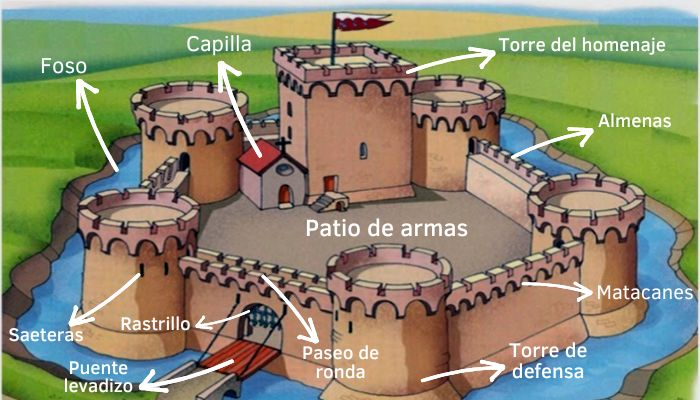 Torre del homenaje
Capilla
Foso
Almenas
Patio de armas
Matacanes
Saeteras
Rastrillo
Paseo de
ronda
Torre de
defensa
Puente
levadizo